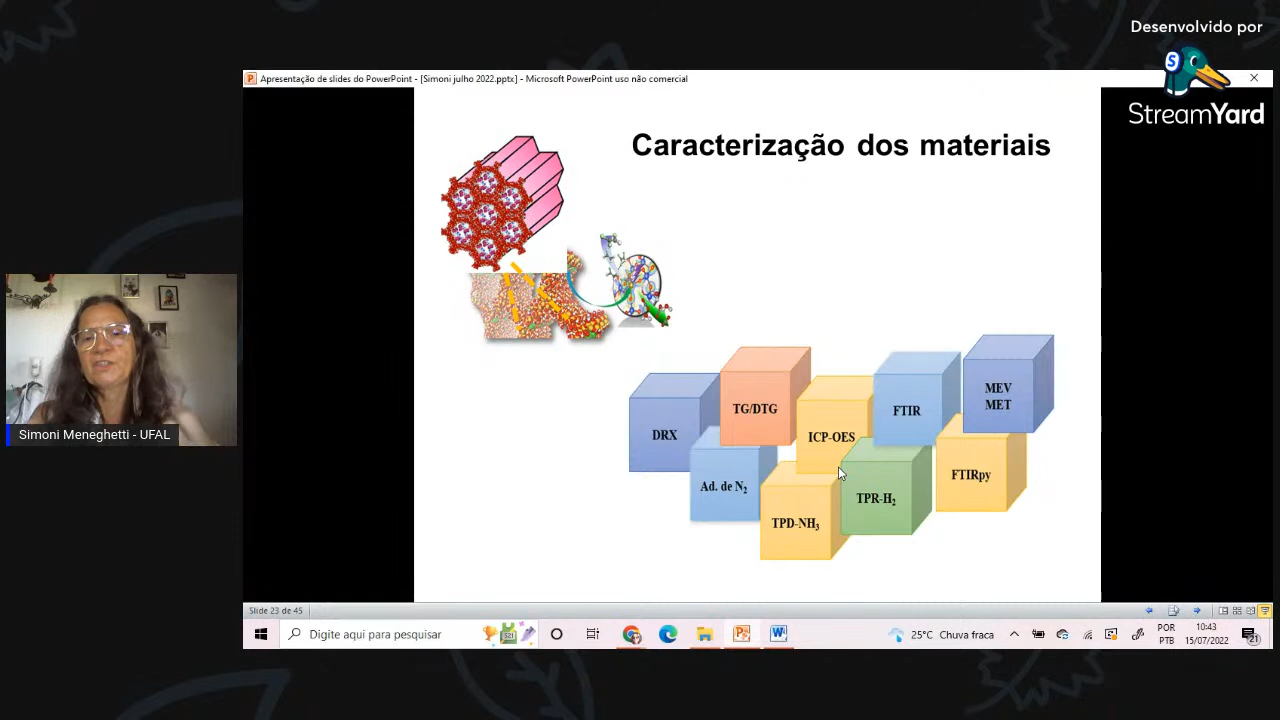 Desenvolvido por
StreamYard
Apresentação de slides do PowerPoint - [Simoni julho 2022.pptx] - Microsoft PowerPoint uso não comercial
Caracterização dos materiais
DRX
TG/DTG
ICP-OES
FTIR
MEV
MET
Ad. de N₂
TPD-NH₃
TPR-H₂
FTIRpy
Simoni Meneghetti - UFAL
Slide 23 de 45
Digite aqui para pesquisar
25°C Chuva fraca
POR
PTB
10:43
15/07/2022
21